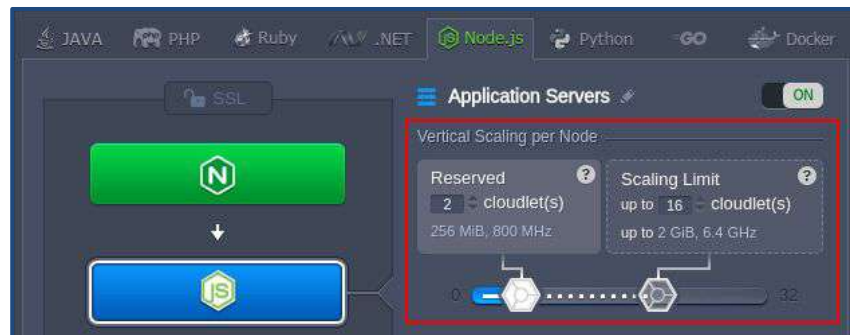 JAVA PHP Ruby .NET Node.js Python GO Docker
SSL
Application Servers
ON
Vertical Scaling per Node
Reserved ?
2 cloudlet(s)
256 MiB, 800 MHz
Scaling Limit ?
up to 16 cloudlet(s)
up to 2 GiB, 6.4 GHz
N
JS
0 32